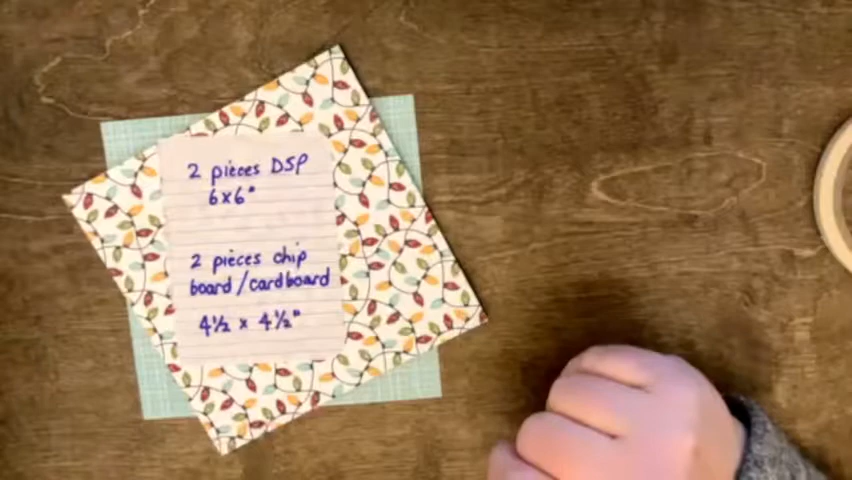 2 pieces DSP
6x6"
2 pieces chip
board/cardboard
4½ x 4½"